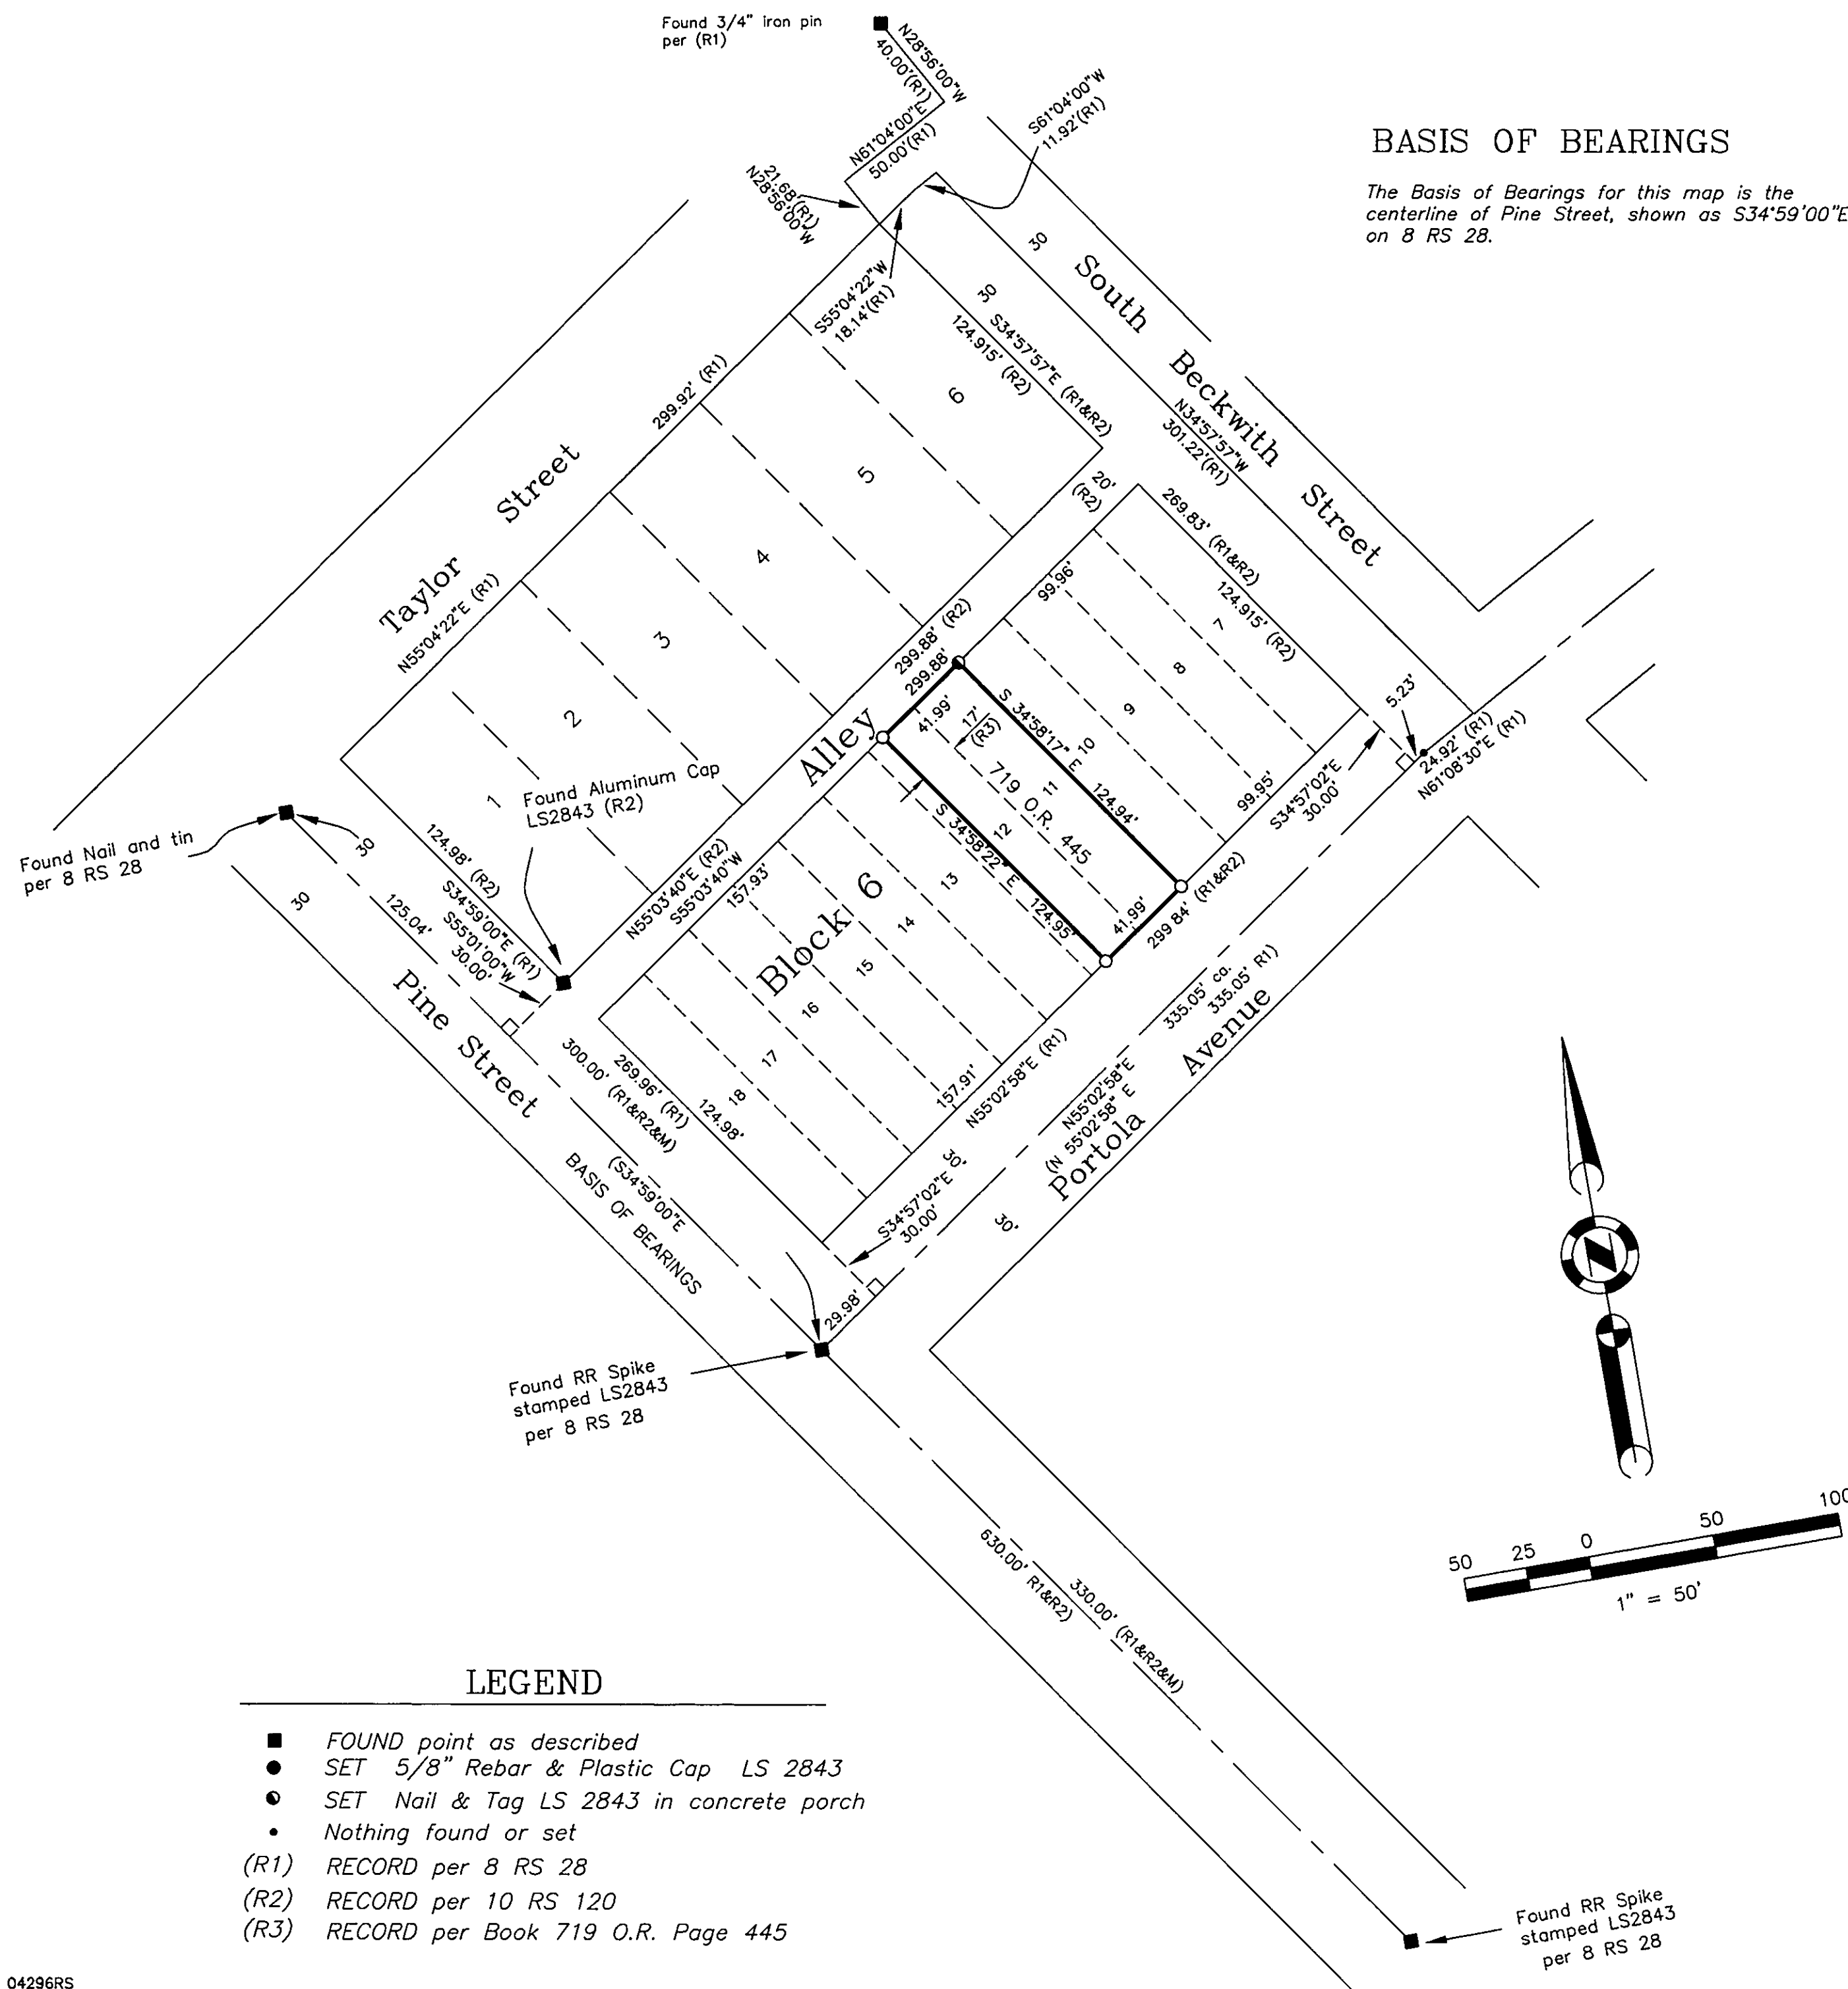 Found 3/4" iron pin
per (R1)
N28°56'00"W
40.00'(R1)
N61°04'00"E
50.00'(R1)
S61°04'00"W
11.92'(R1)
21.68'(R1)
N28°56'00"W
S55°04'22"W
18.14'(R1)
BASIS OF BEARINGS
The Basis of Bearings for this map is the
centerline of Pine Street, shown as S34°59'00"E
on 8 RS 28.
30
30
South Beckwith Street
S34°57'57"E (R1&R2)
124.915' (R2)
N34°57'57"W
301.22'(R1)
299.92' (R1)
Taylor Street
N55°04'22"E (R1)
6
5
4
3
2
1
20'
(R2)
269.83' (R1&R2)
124.915' (R2)
99.96'
7
8
9
10
11
12
13
14
15
16
17
18
299.88' (R2)
299.88'
Alley
41.99'
17'
(R3)
S 34°58'17" E
124.94'
719 O.R. 445
S 34°58'22" E
124.95'
41.99'
99.95'
299.84' (R1&R2)
S34°57'02"E
30.00'
5.23'
24.92' (R1)
N61°08'30"E (R1)
Found Aluminum Cap
LS2843 (R2)
Found Nail and tin
per 8 RS 28
30
30
124.98' (R2)
S34°59'00"E (R1)
S55°01'00"W
30.00'
125.04'
N55°03'40"E (R2)
S55°03'40"W
157.93'
Block 6
157.91'
N55°02'58"E (R1)
335.05' ca.
335.05' R1)
N55°02'58"E
(N 55°02'58" E
Portola Avenue
Pine Street
300.00' (R1&R2&M)
269.96' (R1)
124.98'
(S34°59'00"E
BASIS OF BEARINGS
30'
30'
S34°57'02"E
30.00'
29.98'
Found RR Spike
stamped LS2843
per 8 RS 28
630.00' R1&R2)
330.00' (R1&R2&M)
N
50 25 0 50 100
1" = 50'
LEGEND
FOUND point as described
SET 5/8" Rebar & Plastic Cap LS 2843
SET Nail & Tag LS 2843 in concrete porch
Nothing found or set
(R1) RECORD per 8 RS 28
(R2) RECORD per 10 RS 120
(R3) RECORD per Book 719 O.R. Page 445
Found RR Spike
stamped LS2843
per 8 RS 28
04296RS